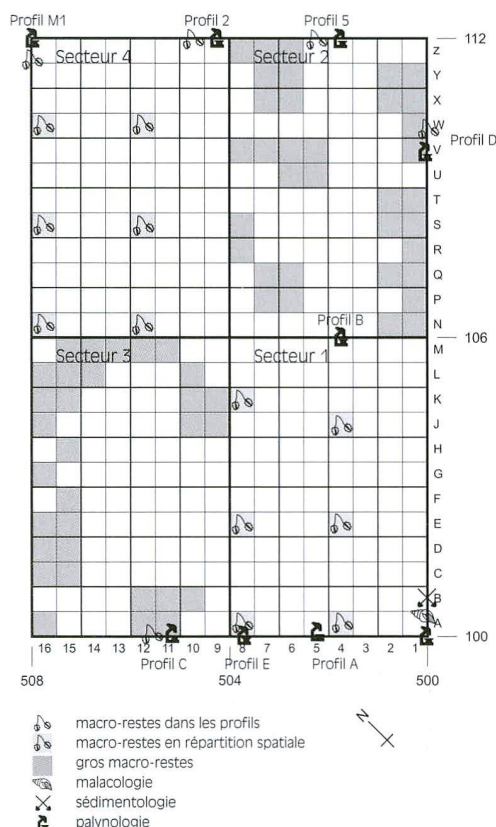 Profil M1
Profil 2
Profil 5
112
Secteur 4
Secteur 2
Z
Y
X
W
Profil D
V
U
T
S
R
Q
P
Profil B
N
106
Secteur 3
Secteur 1
M
L
K
J
H
G
F
E
D
C
B
A
100
16 15 14 13 12 11 10 9 8 7 6 5 4 3 2 1
Profil C
Profil E
Profil A
508
504
500
N
macro-restes dans les profils
macro-restes en répartition spatiale
gros macro-restes
malacologie
sédimentologie
palynologie